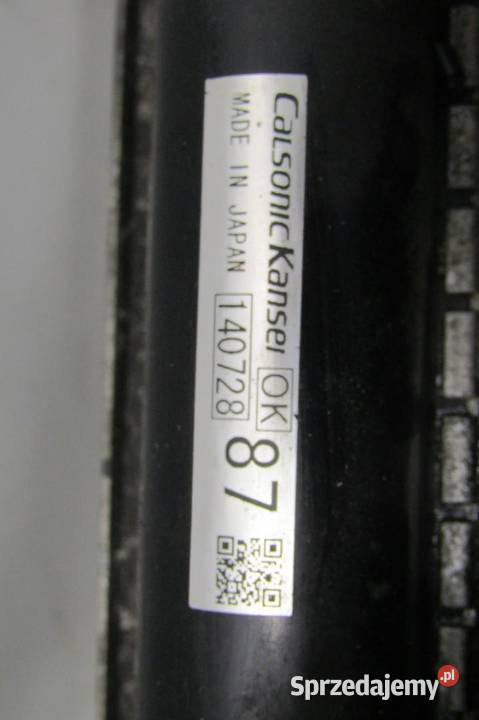 CalsonicKansei OK 87
MADE IN JAPAN 140728
Sprzedajemy.pl